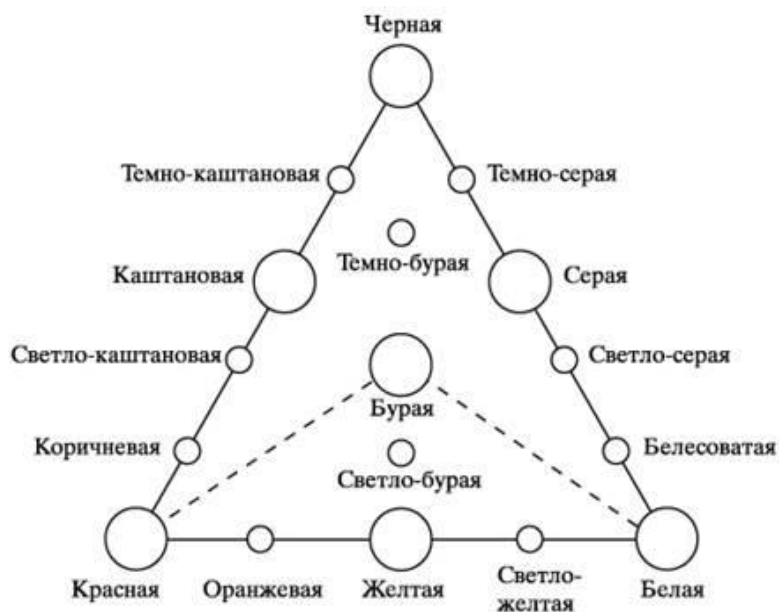 Черная
Темно-каштановая
Темно-серая
Темно-бурая
Каштановая
Серая
Светло-каштановая
Светло-серая
Бурая
Коричневая
Белесоватая
Светло-бурая
Красная
Оранжевая
Желтая
Светло-
желтая
Белая